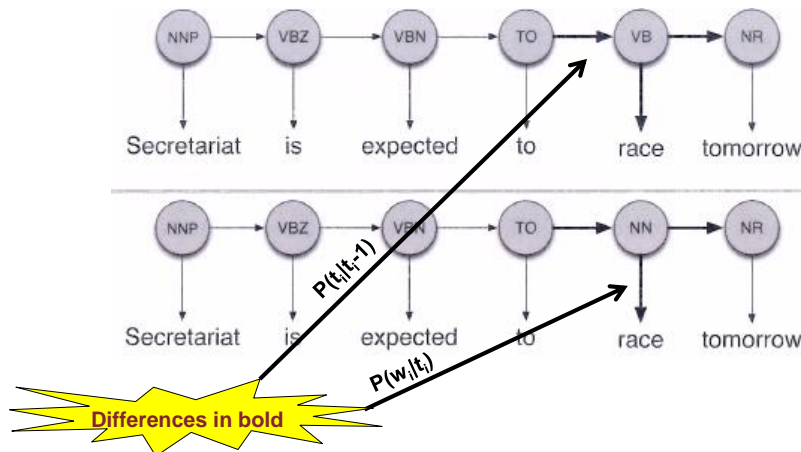 NNP VBZ VBN TO VB NR
Secretariat is expected to race tomorrow
NNP VBZ VBN TO NN NR
P(ti|ti-1)
Secretariat is expected to race tomorrow
P(wi|ti)
Differences in bold